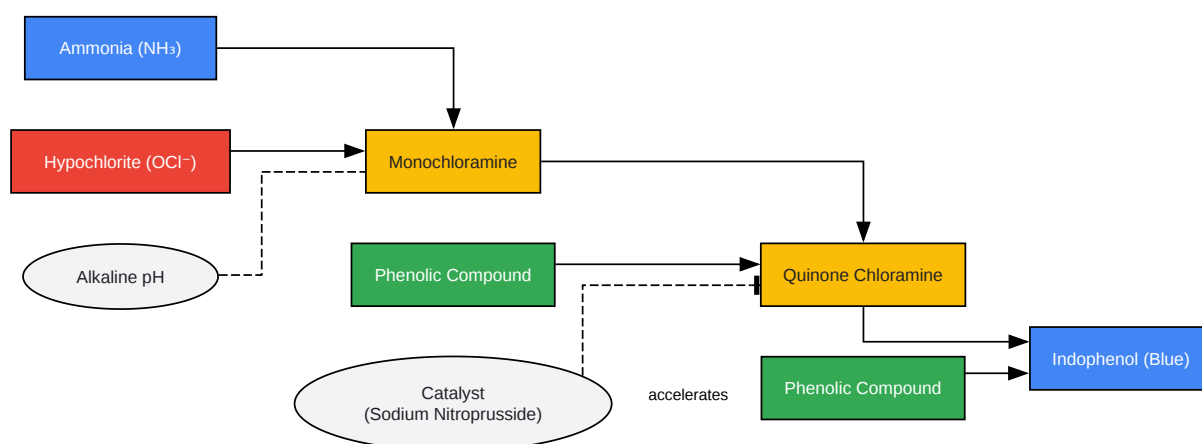 Ammonia (NH₃)
Hypochlorite (OCl⁻)
Monochloramine
Alkaline pH
Phenolic Compound
Quinone Chloramine
Indophenol (Blue)
Catalyst
(Sodium Nitroprusside)
accelerates
Phenolic Compound